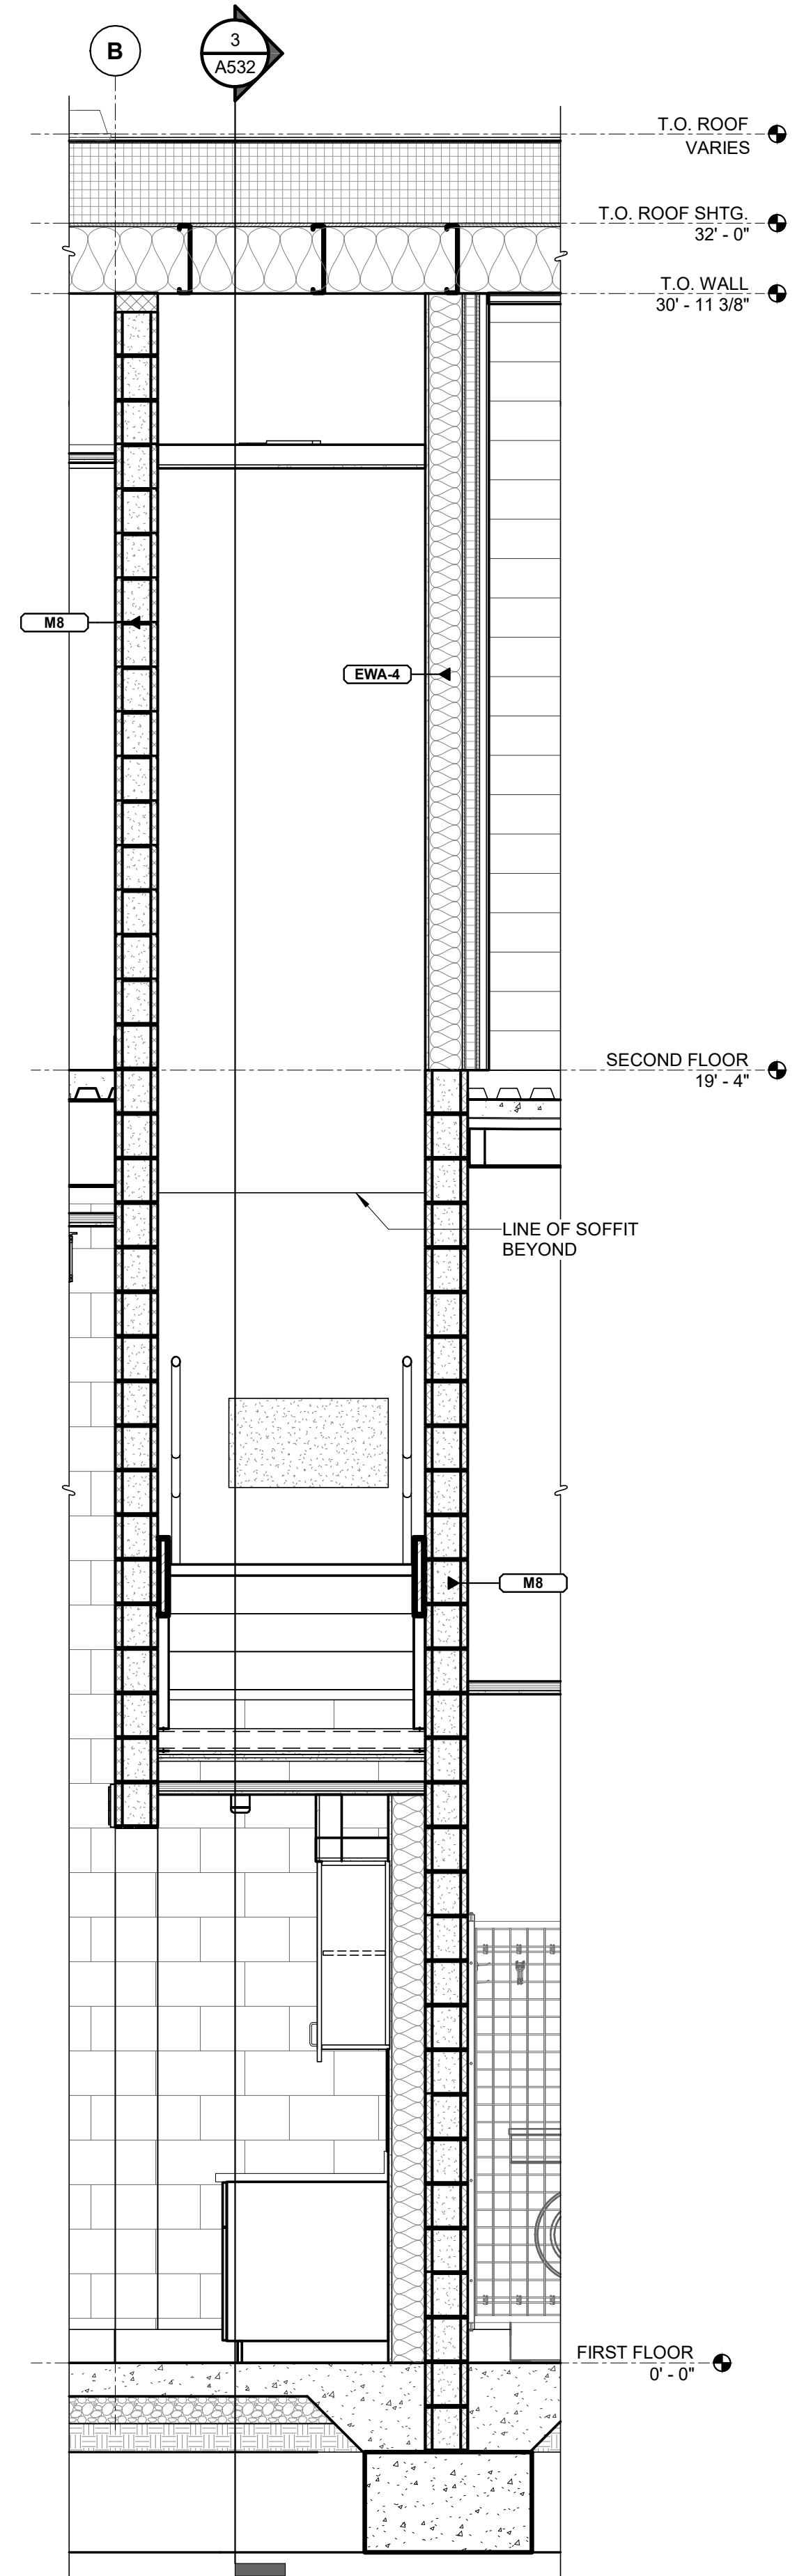 B
3
A532
T.O. ROOF
VARIES
T.O. ROOF SHTG.
32' - 0"
T.O. WALL
30' - 11 3/8"
M8
EWA-4
SECOND FLOOR
19' - 4"
LINE OF SOFFIT
BEYOND
M8
FIRST FLOOR
0' - 0"